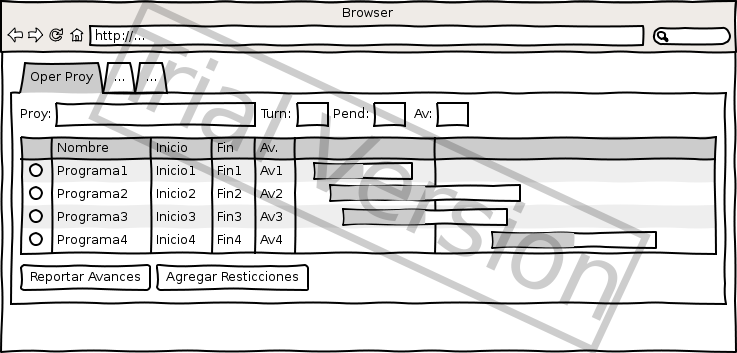 Browser
http://...
Oper Proy ... ...
Proy: Turn: Pend: Av:
Nombre Inicio Fin Av.
Programa1 Inicio1 Fin1 Av1
Programa2 Inicio2 Fin2 Av2
Programa3 Inicio3 Fin3 Av3
Programa4 Inicio4 Fin4 Av4
Reportar Avances Agregar Resticciones
Trial Version